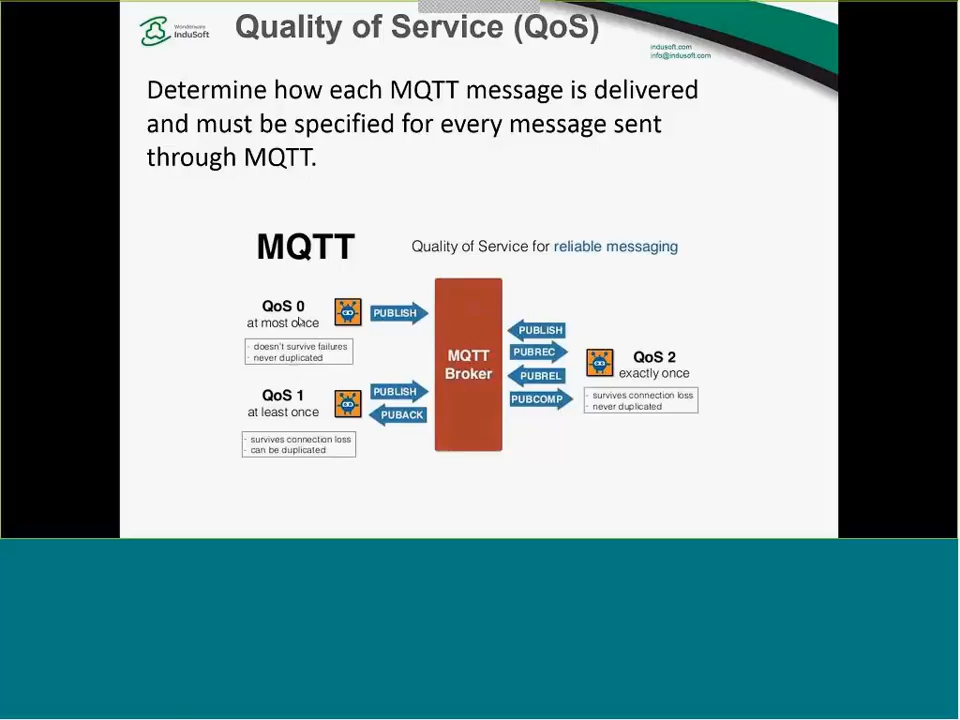 Wonderware
InduSoft
Quality of Service (QoS)
indusoft.com
info@indusoft.com
Determine how each MQTT message is delivered
and must be specified for every message sent
through MQTT.
MQTT
Quality of Service for reliable messaging
QoS 0
at most once
- doesn't survive failures
- never duplicated
PUBLISH
QoS 1
at least once
- survives connection loss
- can be duplicated
PUBLISH
PUBACK
MQTT
Broker
PUBLISH
PUBREC
PUBREL
PUBCOMP
QoS 2
exactly once
- survives connection loss
- never duplicated